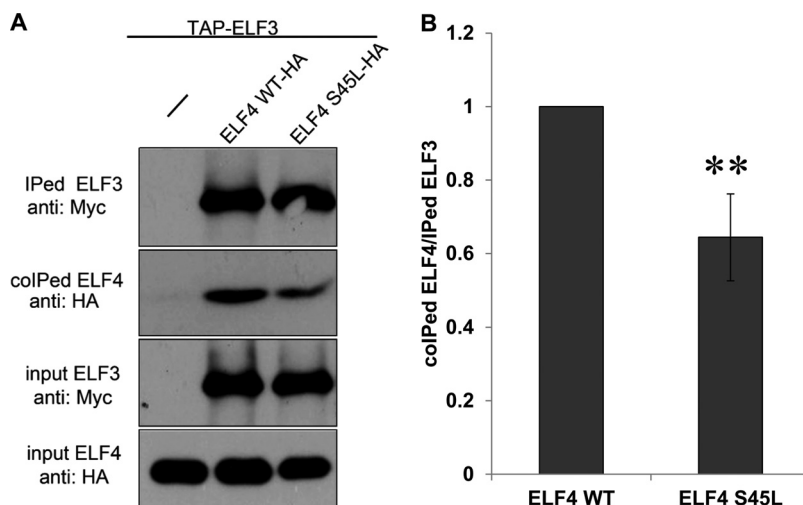 A
TAP-ELF3
—
ELF4 WT-HA
ELF4 S45L-HA
IPed ELF3
anti: Myc
coIPed ELF4
anti: HA
input ELF3
anti: Myc
input ELF4
anti: HA
B
coIPed ELF4/IPed ELF3
1.2
1
0.8
0.6
0.4
0.2
0
**
ELF4 WT
ELF4 S45L